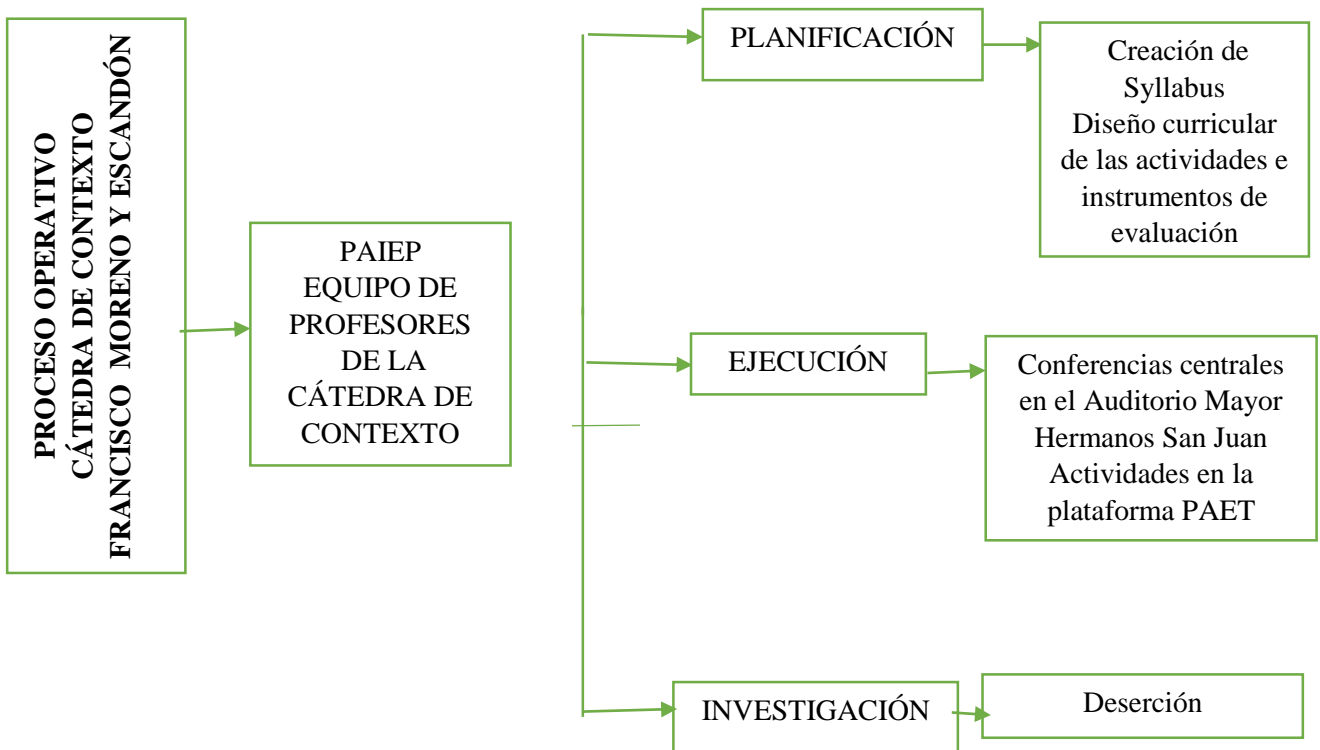 PROCESO OPERATIVO
CÁTEDRA DE CONTEXTO
FRANCISCO MORENO Y ESCANDÓN
PAIEP
EQUIPO DE
PROFESORES
DE LA
CÁTEDRA DE
CONTEXTO
PLANIFICACIÓN
Creación de
Syllabus
Diseño curricular
de las actividades e
instrumentos de
evaluación
EJECUCIÓN
Conferencias centrales
en el Auditorio Mayor
Hermanos San Juan
Actividades en la
plataforma PAET
INVESTIGACIÓN
Deserción